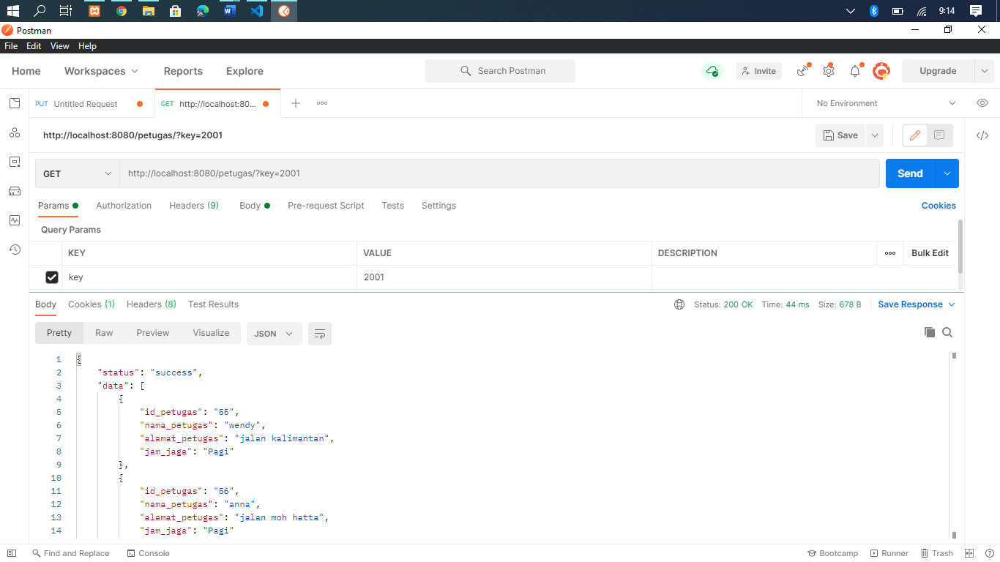 9:14
Postman
File Edit View Help
Home Workspaces Reports Explore Search Postman Invite Upgrade
PUT Untitled Request GET http://localhost:80... No Environment
http://localhost:8080/petugas/?key=2001 Save
GET http://localhost:8080/petugas/?key=2001 Send
Params Authorization Headers (9) Body Pre-request Script Tests Settings Cookies
Query Params
KEY VALUE DESCRIPTION Bulk Edit
key 2001
Body Cookies (1) Headers (8) Test Results Status: 200 OK Time: 44 ms Size: 678 B Save Response
Pretty Raw Preview Visualize JSON
1 {
2 "status": "success",
3 "data": [
4 {
5 "id_petugas": "55",
6 "nama_petugas": "wendy",
7 "alamat_petugas": "jalan kalimantan",
8 "jam_jaga": "Pagi"
9 },
10 {
11 "id_petugas": "56",
12 "nama_petugas": "anna",
13 "alamat_petugas": "jalan moh hatta",
14 "jam_jaga": "Pagi"
Find and Replace Console Bootcamp Runner Trash